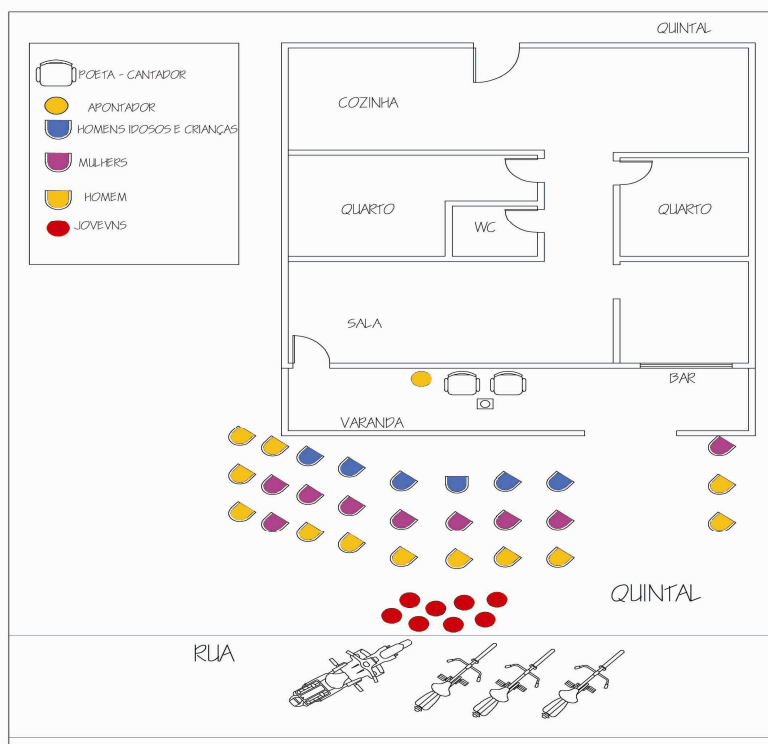 QUINTAL
POETA - CANTADOR
APONTADOR
HOMENS IDOSOS E CRIANÇAS
MULHERS
HOMEM
JOVEVNS
COZINHA
QUARTO
WC
QUARTO
SALA
BAR
VARANDA
QUINTAL
RUA